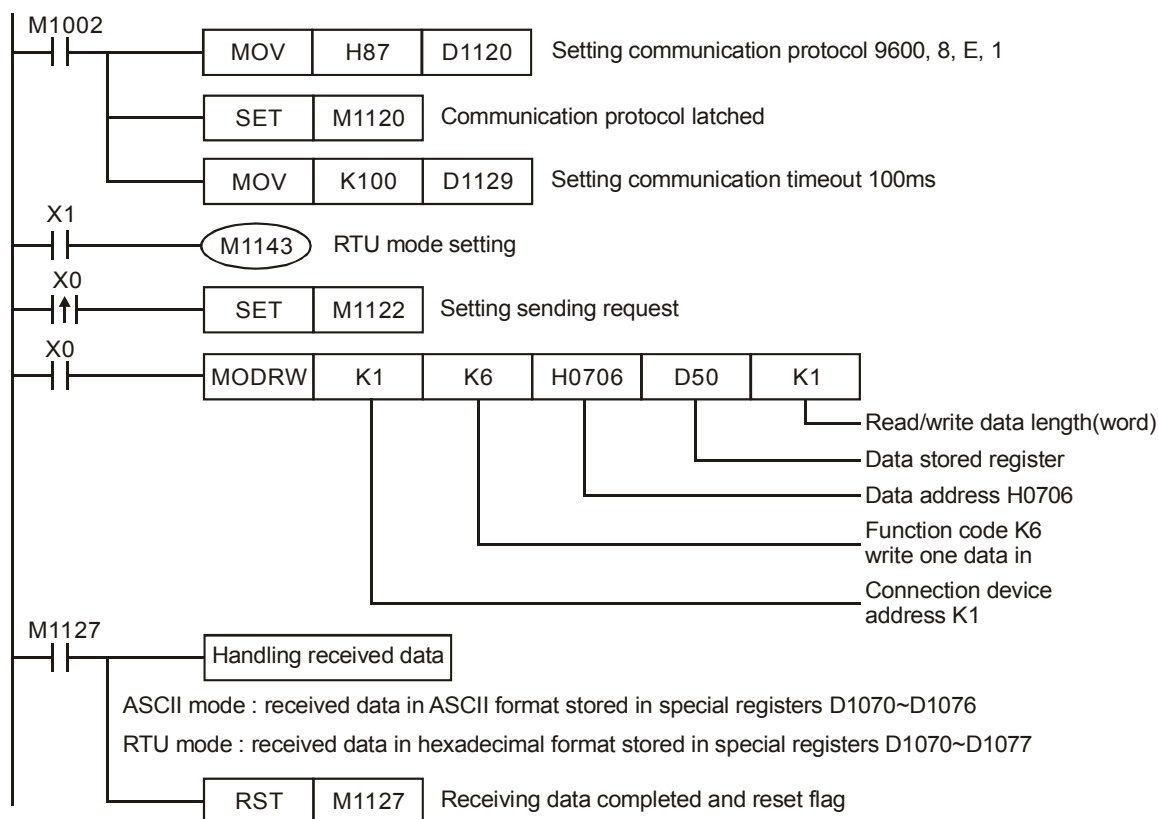 M1002
MOV H87 D1120 Setting communication protocol 9600, 8, E, 1
SET M1120 Communication protocol latched
MOV K100 D1129 Setting communication timeout 100ms
X1
M1143 RTU mode setting
X0
SET M1122 Setting sending request
X0
MODRW K1 K6 H0706 D50 K1
Read/write data length(word)
Data stored register
Data address H0706
Function code K6
write one data in
Connection device
address K1
M1127
Handling received data
ASCII mode : received data in ASCII format stored in special registers D1070~D1076
RTU mode : received data in hexadecimal format stored in special registers D1070~D1077
RST M1127 Receiving data completed and reset flag